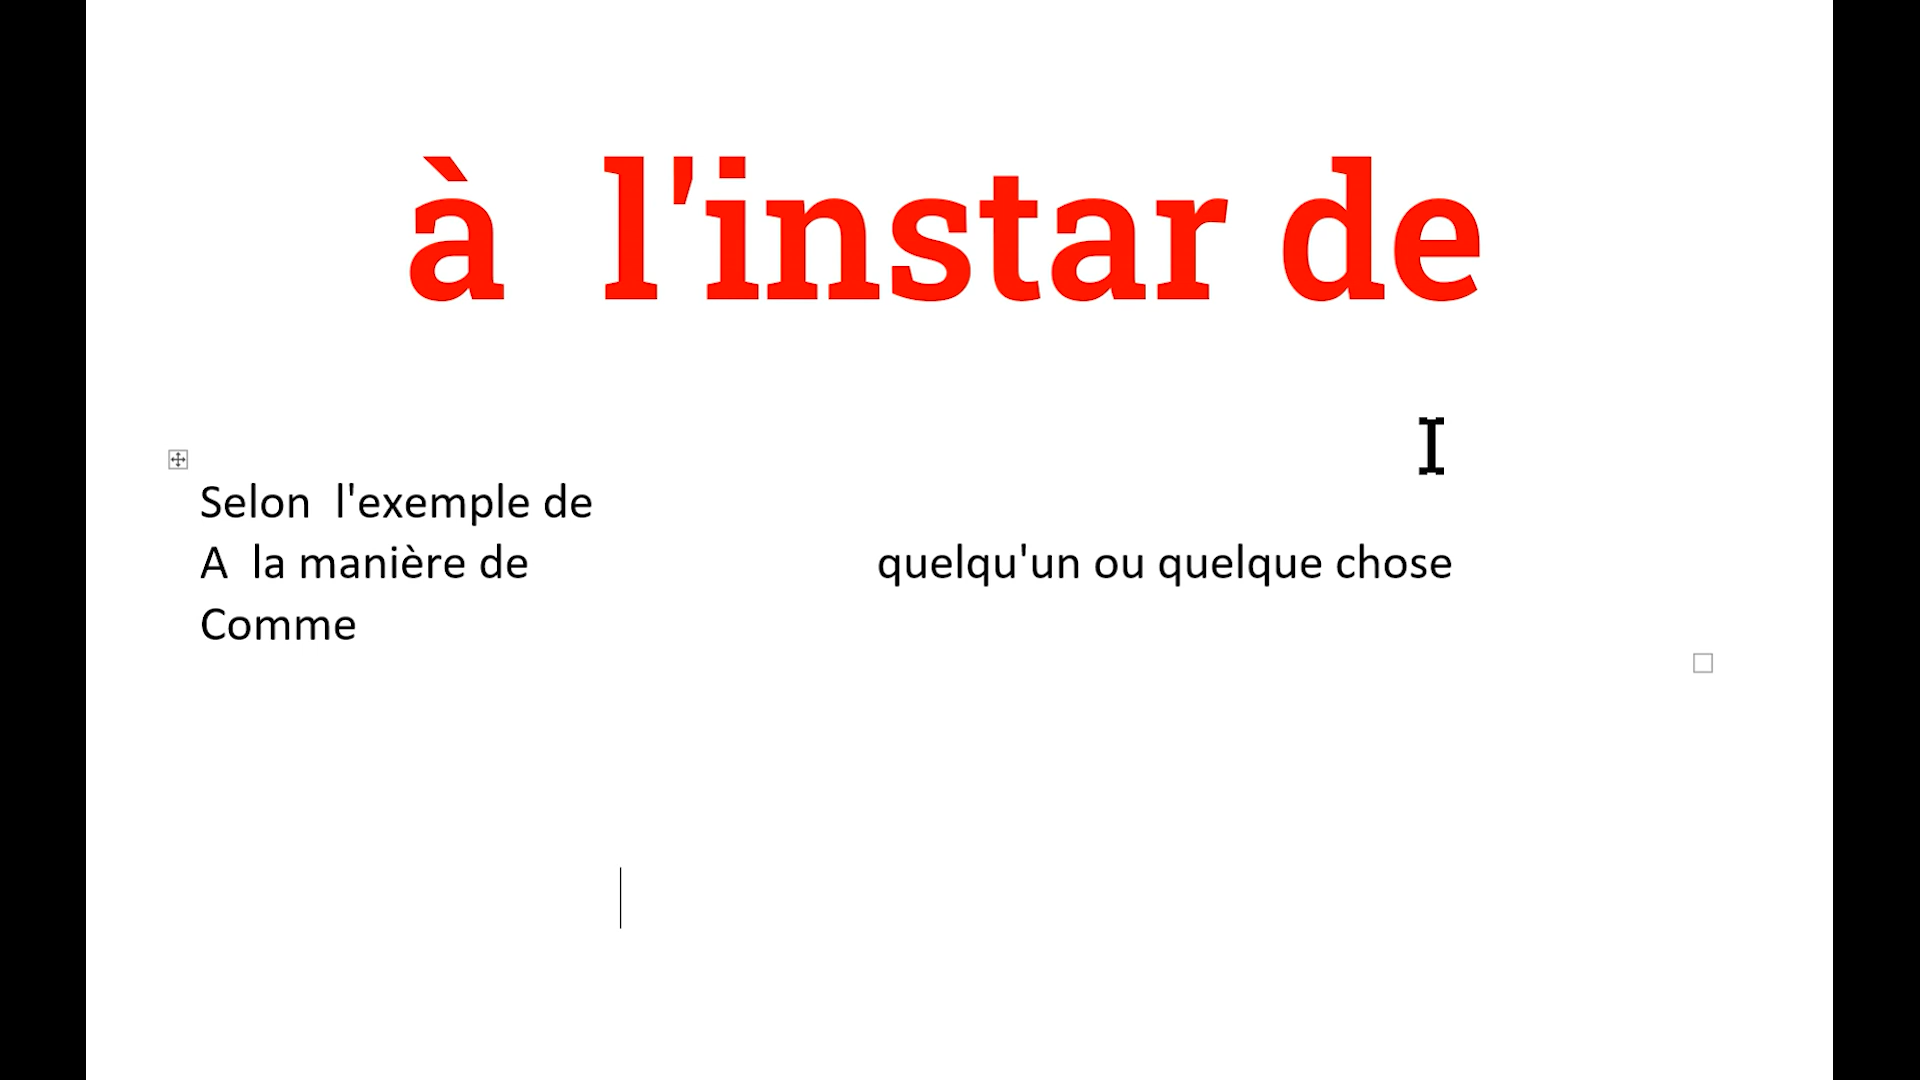 à l'instar de
Selon l'exemple de
A la manière de quelqu'un ou quelque chose
Comme